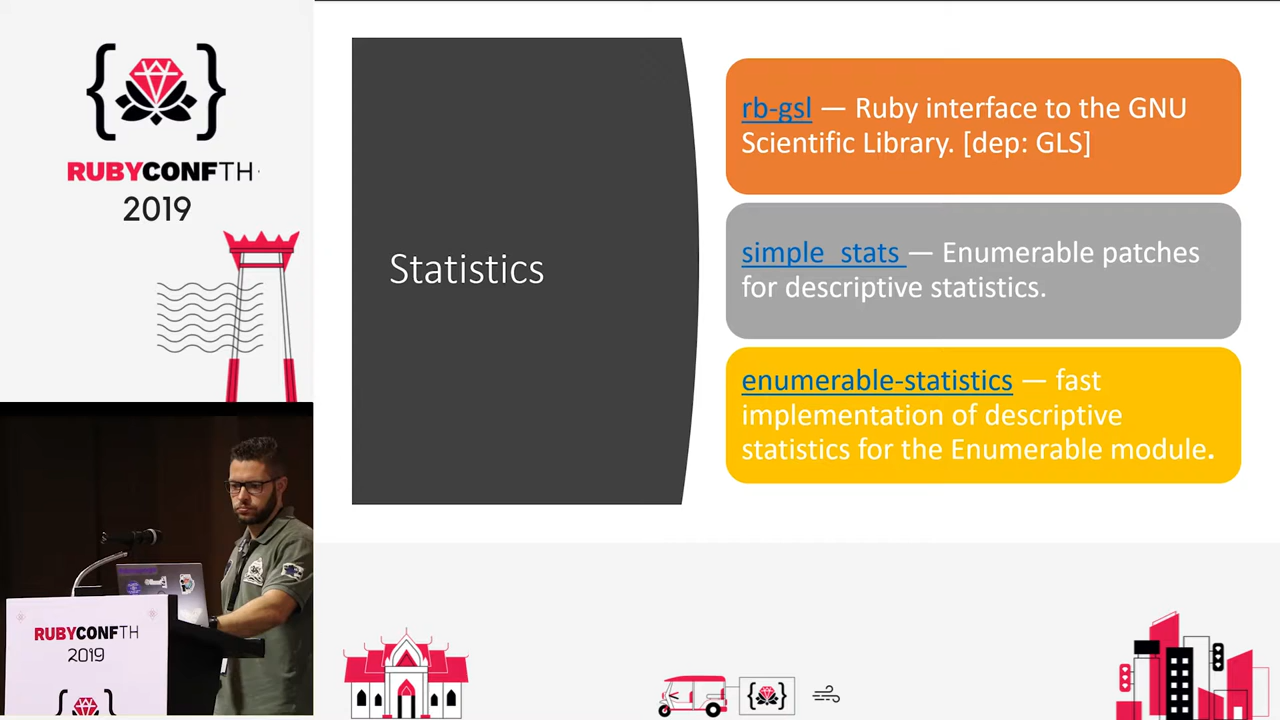 RUBYCONFTH
2019
Statistics
rb-gsl — Ruby interface to the GNU
Scientific Library. [dep: GLS]
simple_stats — Enumerable patches
for descriptive statistics.
enumerable-statistics — fast
implementation of descriptive
statistics for the Enumerable module.
RUBYCONFTH
2019